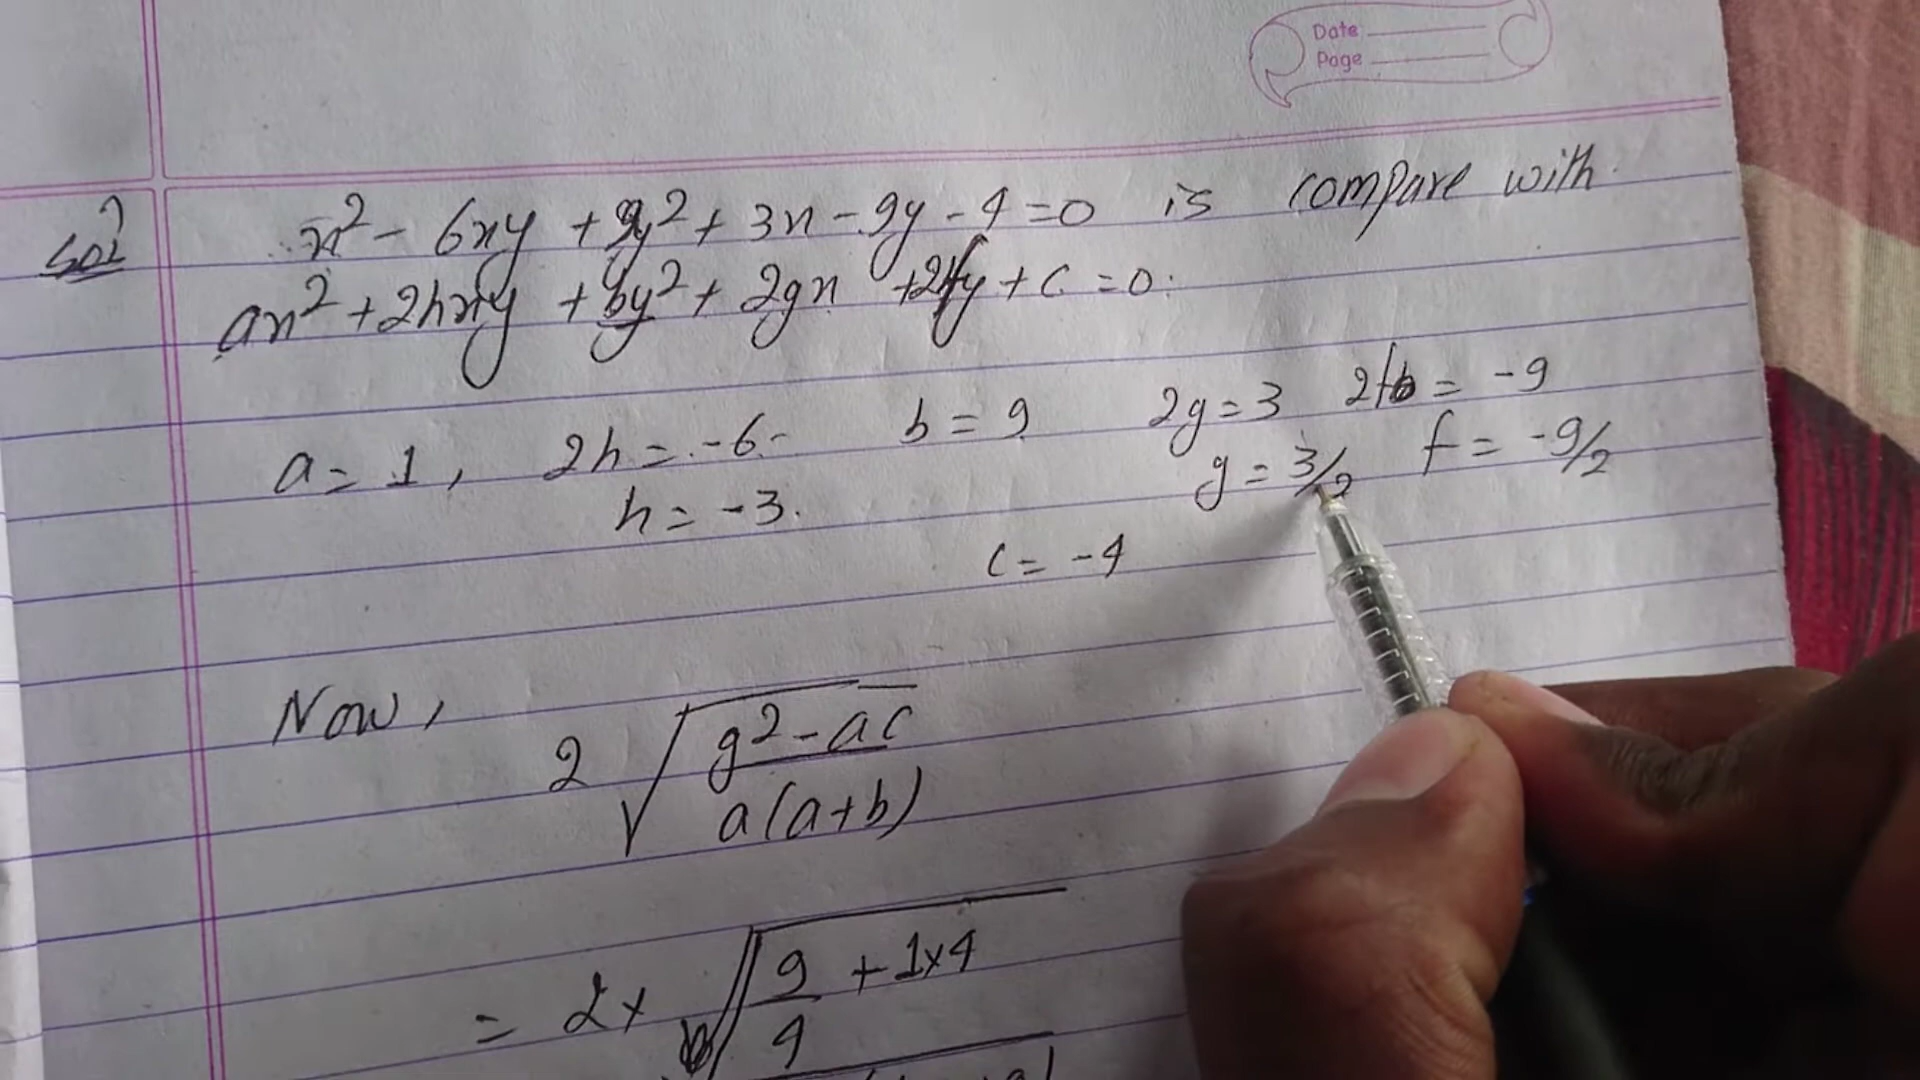 Date
Page
Sol^n x² - 6xy + 9y² + 3x - 9y - 4 = 0 is compare with
ax² + 2hxy + by² + 2gx + 2fy + c = 0
a = 1, 2h = -6 b = 9 2g = 3 2f = -9
h = -3 g = 3/2 f = -9/2
c = -4
Now, 2 √((g² - ac) / (a(a+b)))
= 2 × √(9/4 + 1×4